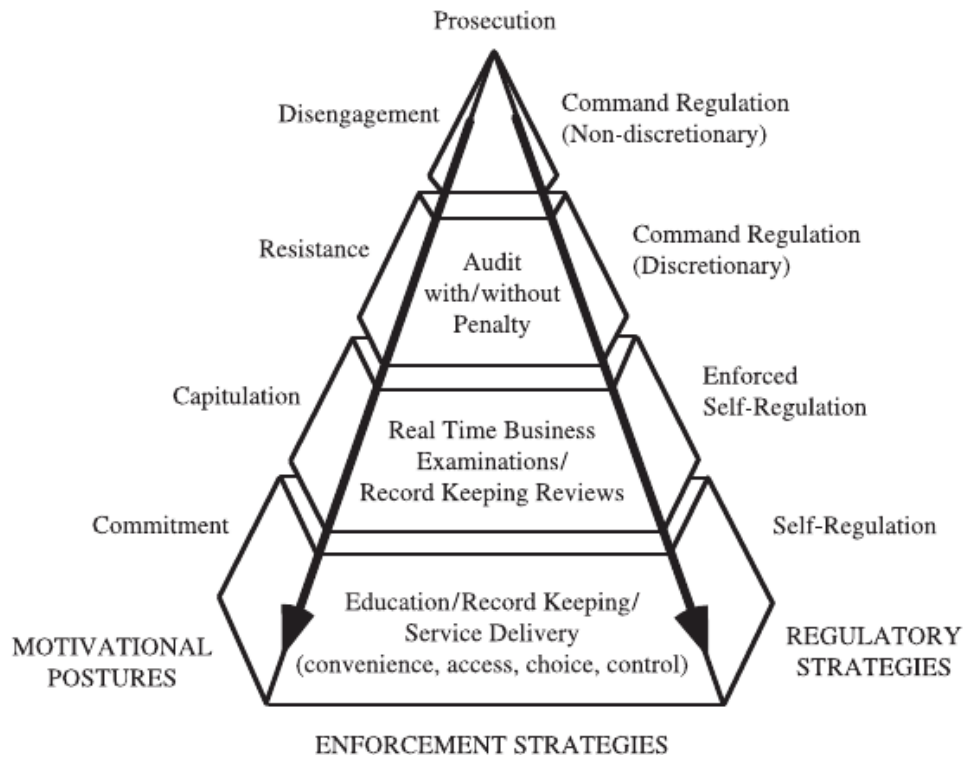 Prosecution
Disengagement
Command Regulation
(Non-discretionary)
Resistance
Audit
with/without
Penalty
Command Regulation
(Discretionary)
Capitulation
Real Time Business
Examinations/
Record Keeping Reviews
Enforced
Self-Regulation
Commitment
Education/Record Keeping/
Service Delivery
(convenience, access, choice, control)
Self-Regulation
MOTIVATIONAL
POSTURES
REGULATORY
STRATEGIES
ENFORCEMENT STRATEGIES